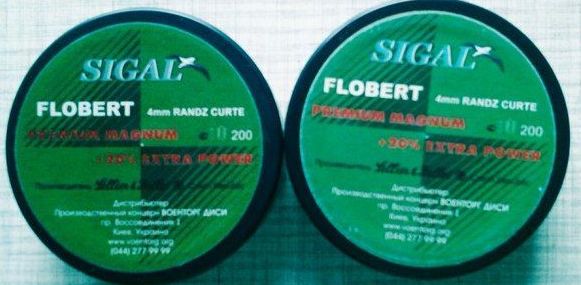 SIGAL
FLOBERT 4mm RANDZ CURTE
PRIMIUM MAGNUM 200
+20% EXTRA POWER
Дистрибьютер
Производственный концерн ВОЕНТОРГ ДИСИ
пр. Воссоединения 1
Киев, Украина
www.voentorg.org
(044) 277 99 99
SIGAL
FLOBERT 4mm RANDZ CURTE
PRIMIUM MAGNUM 200
+20% EXTRA POWER
Дистрибьютер
Производственный концерн ВОЕНТОРГ ДИСИ
пр. Воссоединения 1
Киев, Украина
www.voentorg.org
(044) 277 99 99